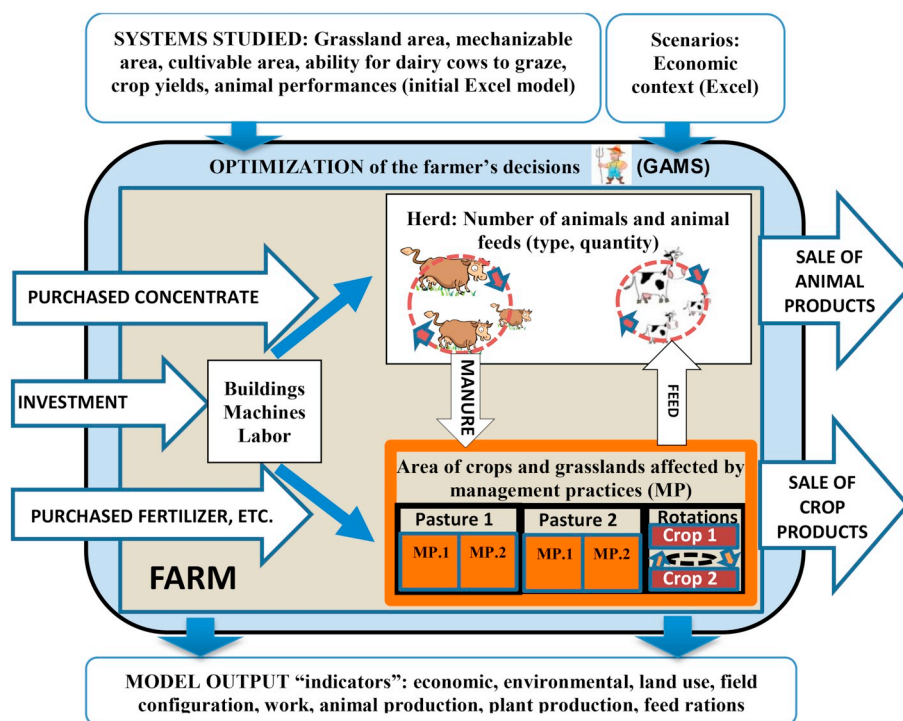 SYSTEMS STUDIED: Grassland area, mechanizable
area, cultivable area, ability for dairy cows to graze,
crop yields, animal performances (initial Excel model)
Scenarios:
Economic
context (Excel)
OPTIMIZATION of the farmer's decisions (GAMS)
Herd: Number of animals and animal
feeds (type, quantity)
SALE OF
ANIMAL
PRODUCTS
PURCHASED CONCENTRATE
INVESTMENT
Buildings
Machines
Labor
MANURE
FEED
PURCHASED FERTILIZER, ETC.
Area of crops and grasslands affected by
management practices (MP)
Pasture 1
MP.1
MP.2
Pasture 2
MP.1
MP.2
Rotations
Crop 1
Crop 2
SALE OF
CROP
PRODUCTS
FARM
MODEL OUTPUT “indicators”: economic, environmental, land use, field
configuration, work, animal production, plant production, feed rations